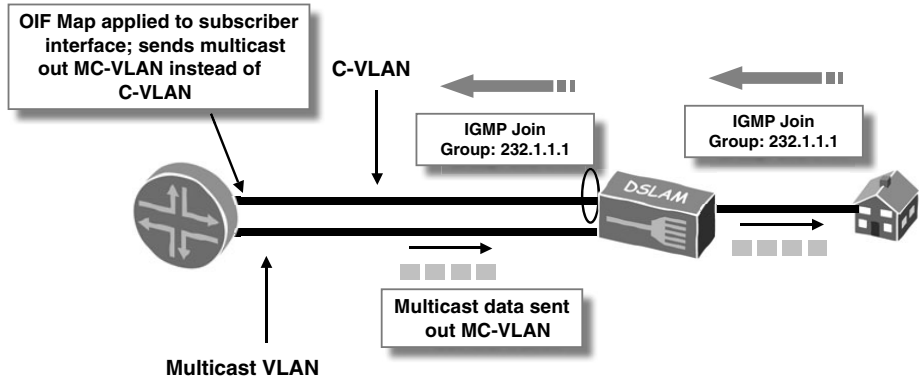 OIF Map applied to subscriber
interface; sends multicast
out MC-VLAN instead of
C-VLAN
C-VLAN
IGMP Join
Group: 232.1.1.1
IGMP Join
Group: 232.1.1.1
DSLAM
Multicast data sent
out MC-VLAN
Multicast VLAN